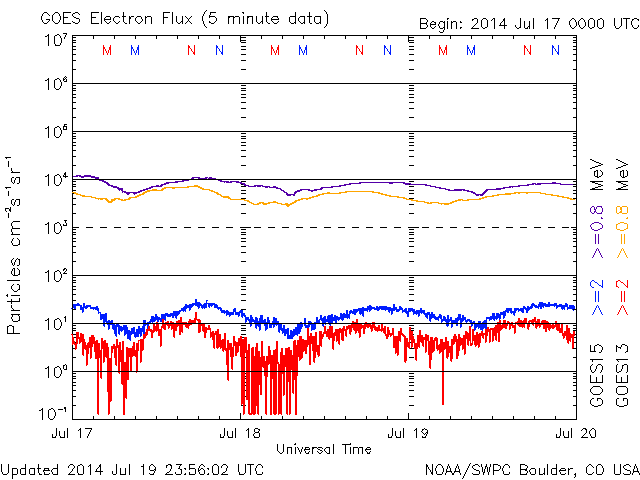 GOES Electron Flux (5 minute data)
Begin: 2014 Jul 17 0000 UTC
M M N N M M N N M M N N
10⁷
10⁶
10⁵
10⁴
10³
10²
10¹
10⁰
10⁻¹
Particles cm⁻²s⁻¹sr⁻¹
Jul 17 Jul 18 Jul 19 Jul 20
Universal Time
GOES15 >=2 >=0.8 MeV
GOES13 >=2 >=0.8 MeV
Updated 2014 Jul 19 23:56:02 UTC
NOAA/SWPC Boulder, CO USA